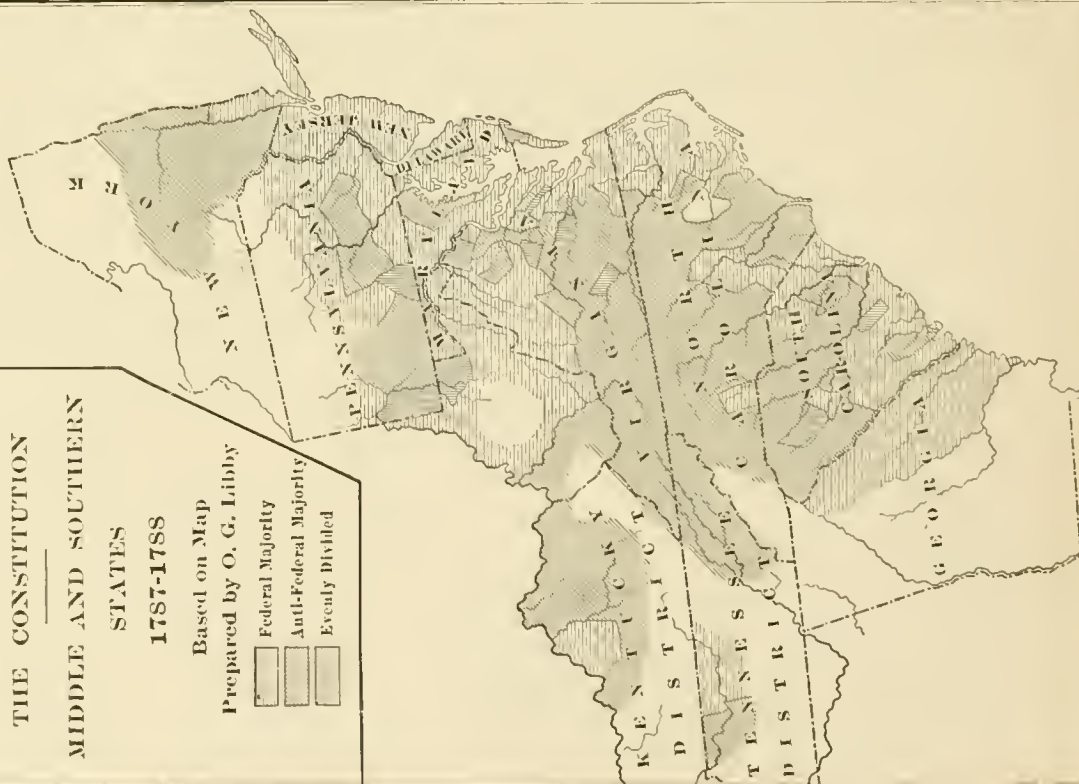 THE CONSTITUTION
MIDDLE AND SOUTHERN
STATES
1787-1788
Based on Map
Prepared by O. G. Libby
Federal Majority
Anti-Federal Majority
Evenly Divided
NEW YORK
PENNSYLVANIA
NEW JERSEY
DELAWARE
MARYLAND
VIRGINIA
KENTUCKY
DISTRICT
NORTH
CAROLINA
TENNESSEE
DISTRICT
SOUTH
CAROLINA
GEORGIA